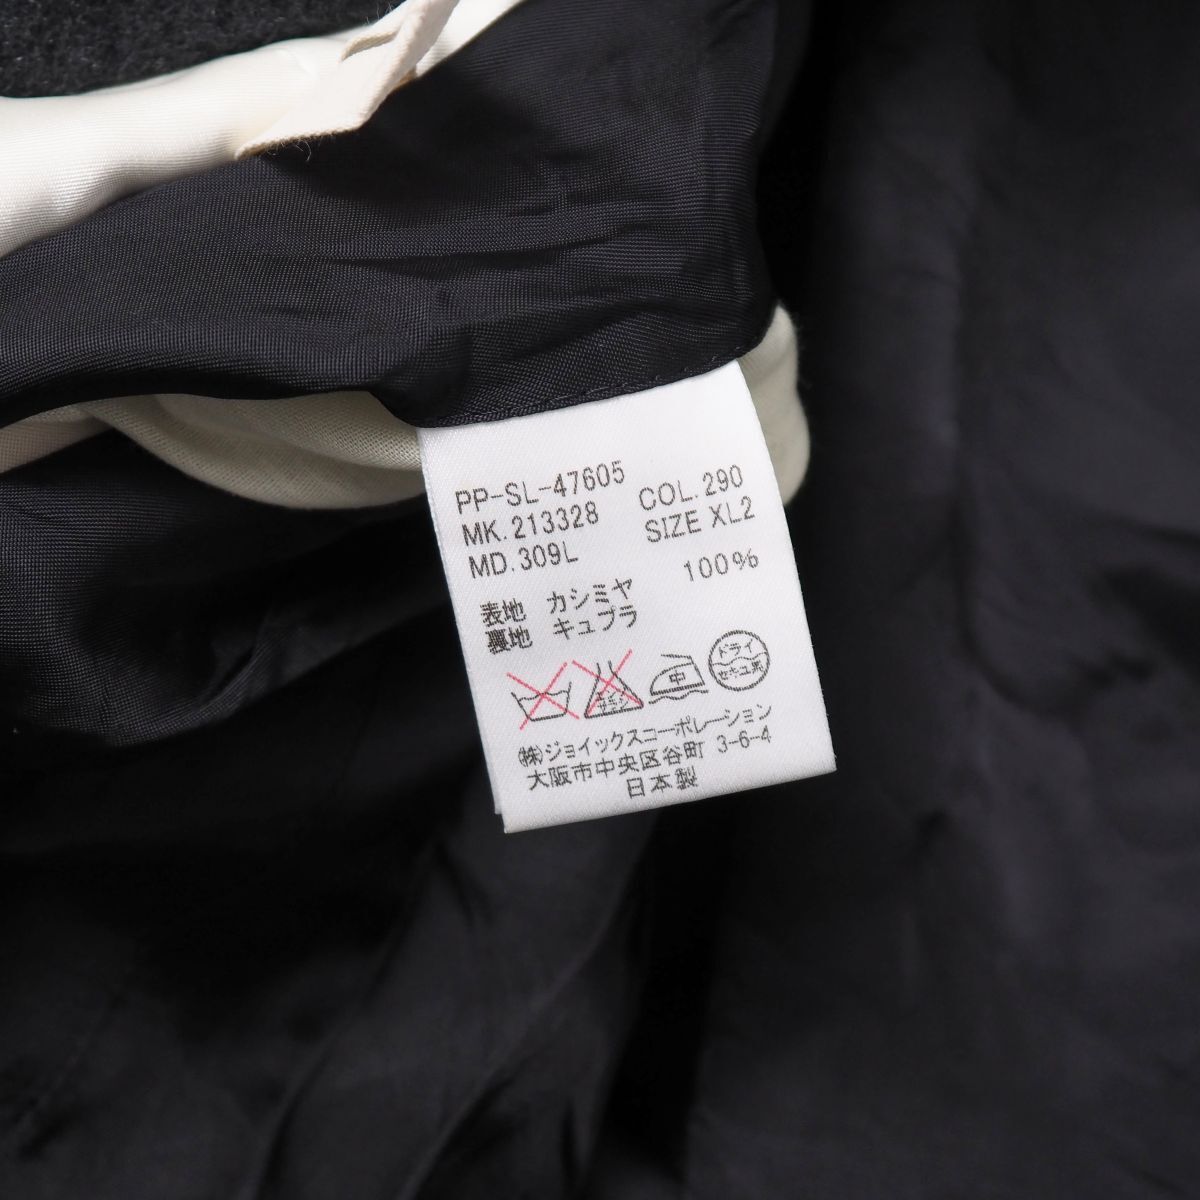 PP-SL-47605 COL.290
MK.213328 SIZE XL2
MD.309L
表地 カシミヤ 100%
裏地 キュプラ
サラシ 中 ドライ セキユ系
㈱ジョイックスコーポレーション
大阪市中央区谷町 3-6-4
日本製